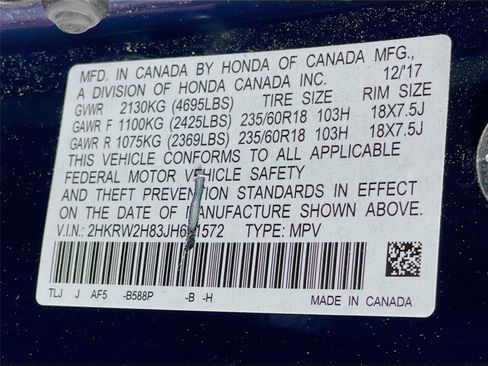 MFD. IN CANADA BY HONDA OF CANADA MFG.,
A DIVISION OF HONDA CANADA INC. 12/'17
GVWR 2130KG (4695LBS) TIRE SIZE RIM SIZE
GAWR F 1100KG (2425LBS) 235/60R18 103H 18X7.5J
GAWR R 1075KG (2369LBS) 235/60R18 103H 18X7.5J
THIS VEHICLE CONFORMS TO ALL APPLICABLE
FEDERAL MOTOR VEHICLE SAFETY
AND THEFT PREVENTION STANDARDS IN EFFECT
ON THE DATE OF MANUFACTURE SHOWN ABOVE.
V.I.N.: TYPE: MPV
TLJ J AF5 -B588P -B -H MADE IN CANADA